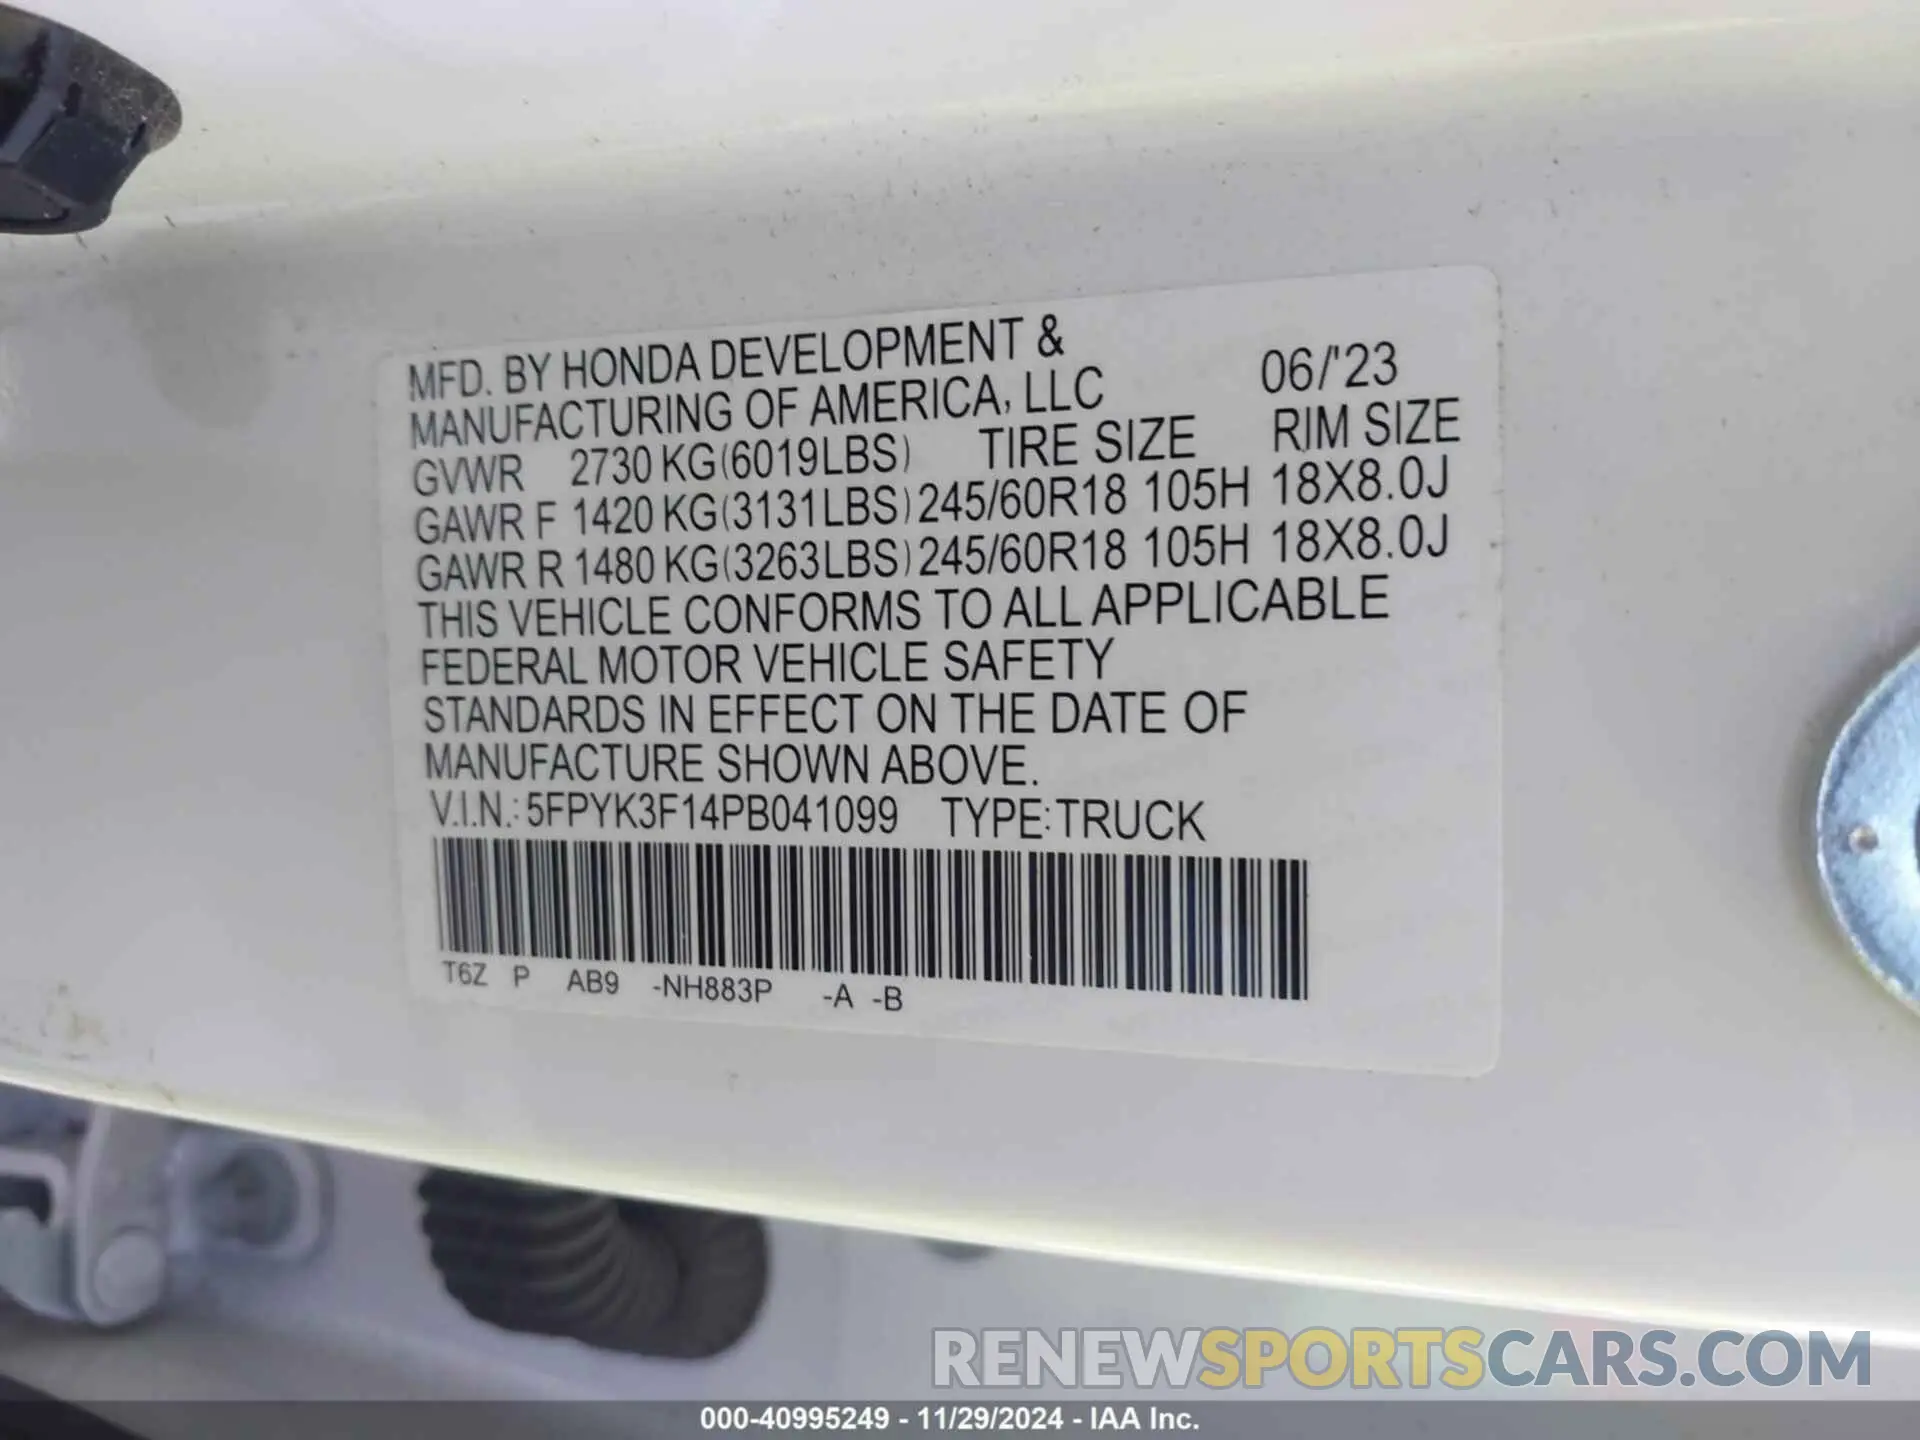 MFD. BY HONDA DEVELOPMENT &
MANUFACTURING OF AMERICA, LLC 06/'23
GVWR 2730 KG(6019LBS) TIRE SIZE RIM SIZE
GAWR F 1420 KG(3131LBS) 245/60R18 105H 18X8.0J
GAWR R 1480 KG(3263LBS) 245/60R18 105H 18X8.0J
THIS VEHICLE CONFORMS TO ALL APPLICABLE
FEDERAL MOTOR VEHICLE SAFETY
STANDARDS IN EFFECT ON THE DATE OF
MANUFACTURE SHOWN ABOVE.
V.I.N.: 5FPYK3F14PB041099 TYPE: TRUCK
T6Z P AB9 -NH883P -A -B
RENEWSPORTSCARS.COM
000-40995249 - 11/29/2024 - IAA Inc.